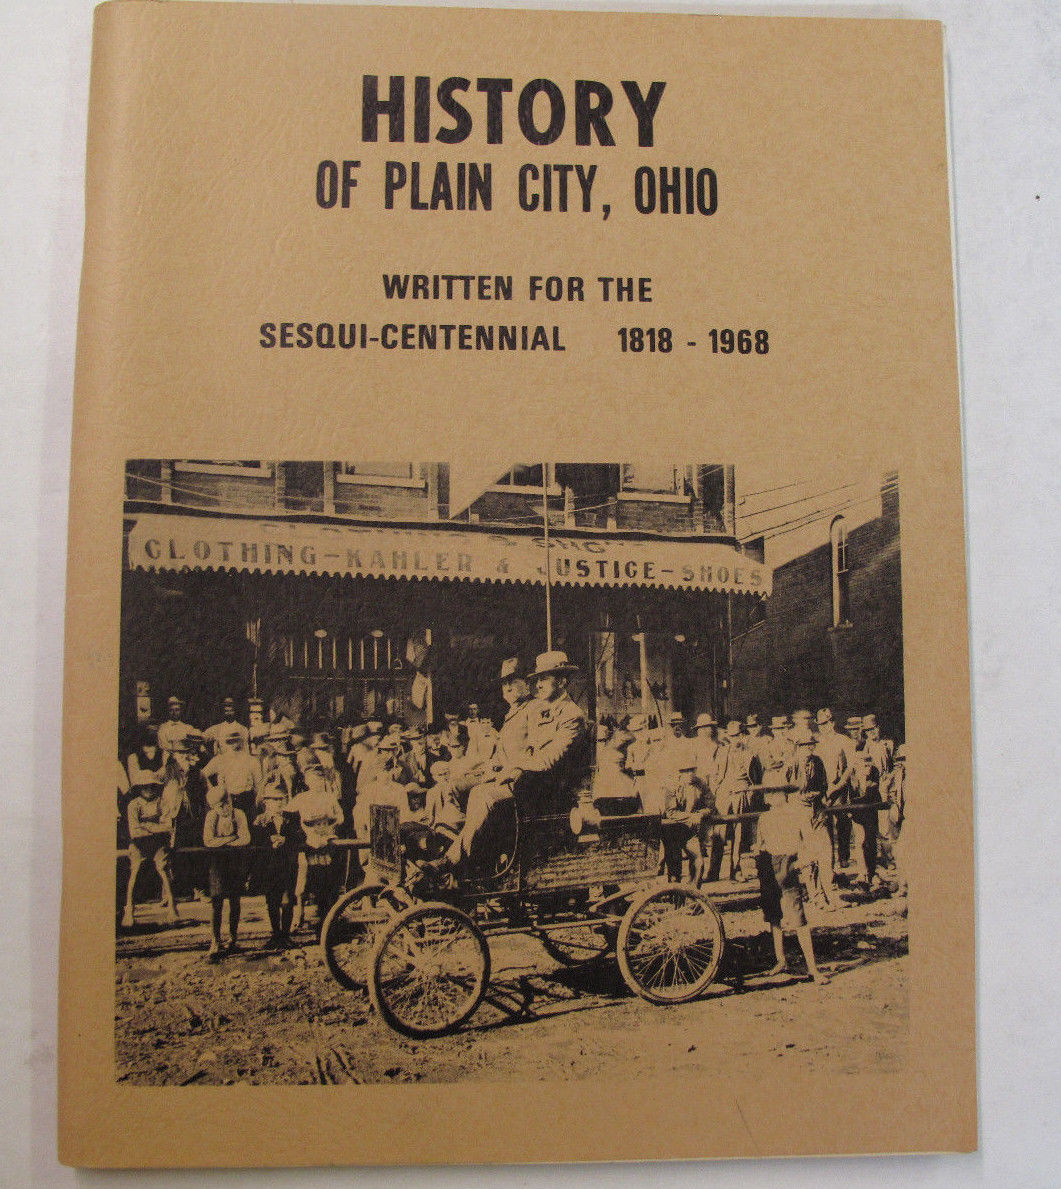 HISTORY
OF PLAIN CITY, OHIO
WRITTEN FOR THE
SESQUI-CENTENNIAL 1818 - 1968
CLOTHING-KAHLER & JUSTICE-SHOES